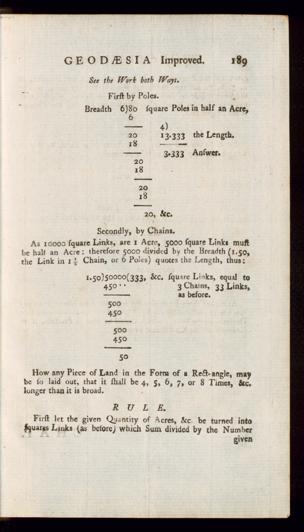 GEODÆSIA Improved. 189
See the Work both Ways.
First by Poles.
Breadth 6)80 square Poles in half an Acre,
6
4)
20 13.333 the Length.
18
3.333 Answer.
20
18
20
18
20, &c.
Secondly, by Chains.
As 10000 square Links, are 1 Acre, 5000 square Links must
be half an Acre: therefore 5000 divided by the Breadth (1.50,
the Link in 1 ½ Chain, or 6 Poles) quotes the Length, thus:
1.50)50000(333, &c. square Links, equal to
450·· 3 Chains, 33 Links,
as before.
500
450
500
450
50
How any Piece of Land in the Form of a Rect-angle, may
be so laid out, that it shall be 4, 5, 6, 7, or 8 Times, &c.
longer than it is broad.
RULE.
First let the given Quantity of Acres, &c. be turned into
square Links (as before) which Sum divided by the Number
given